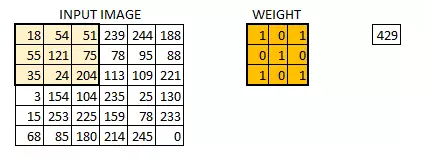 INPUT IMAGE WEIGHT
18 54 51 239 244 188 1 0 1 429
55 121 75 78 95 88 0 1 0
35 24 204 113 109 221 1 0 1
3 154 104 235 25 130
15 253 225 159 78 233
68 85 180 214 245 0